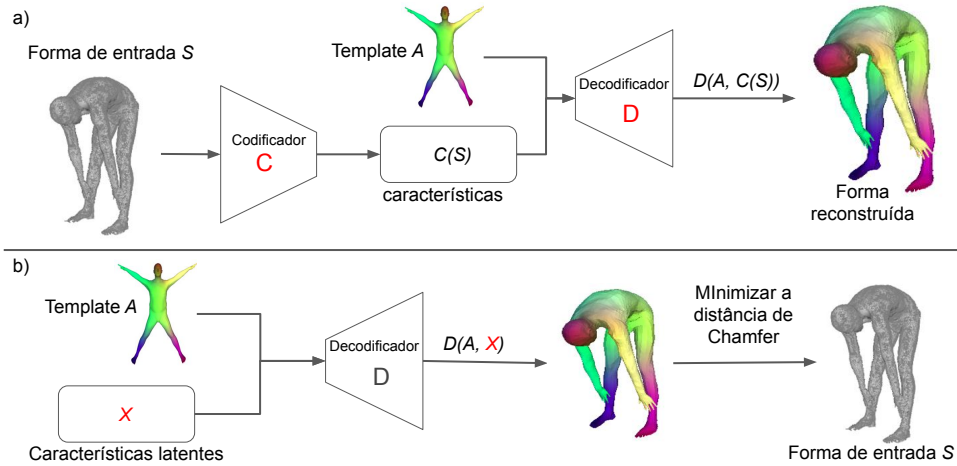 a)
Forma de entrada S
Template A
Codificador
C
C(S)
características
Decodificador
D
D(A, C(S))
Forma
reconstruída
b)
Template A
X
Características latentes
Decodificador
D
D(A, X)
MInimizar a
distância de
Chamfer
Forma de entrada S